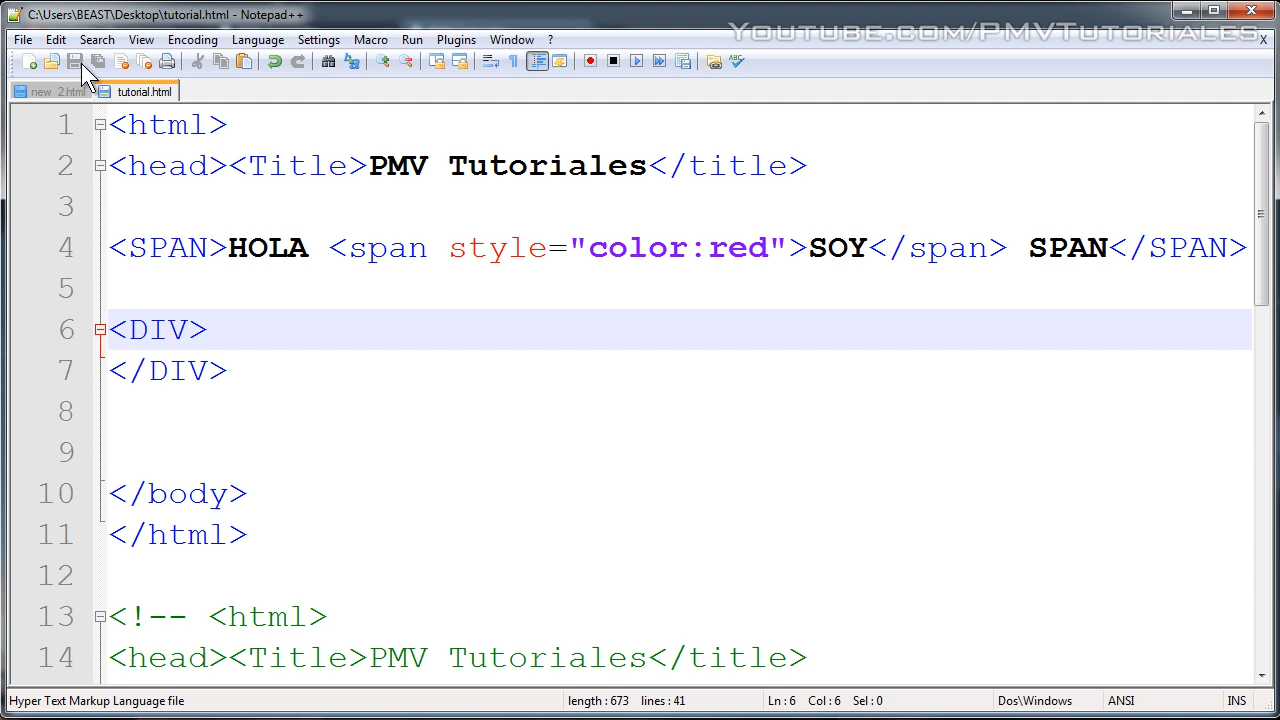 C:\Users\BEAST\Desktop\tutorial.html - Notepad++
File Edit Search View Encoding Language Settings Macro Run Plugins Window ? X
Youtube.com/PMVTutoriales
new 2.html tutorial.html
1 <html>
2 <head><Title>PMV Tutoriales</title>
3
4 <SPAN>HOLA <span style="color:red">SOY</span> SPAN</SPAN>
5
6 <DIV>
7 </DIV>
8
9
10 </body>
11 </html>
12
13 <!-- <html>
14 <head><Title>PMV Tutoriales</title>
Hyper Text Markup Language file length : 673 lines : 41 Ln : 6 Col : 6 Sel : 0 Dos\Windows ANSI INS